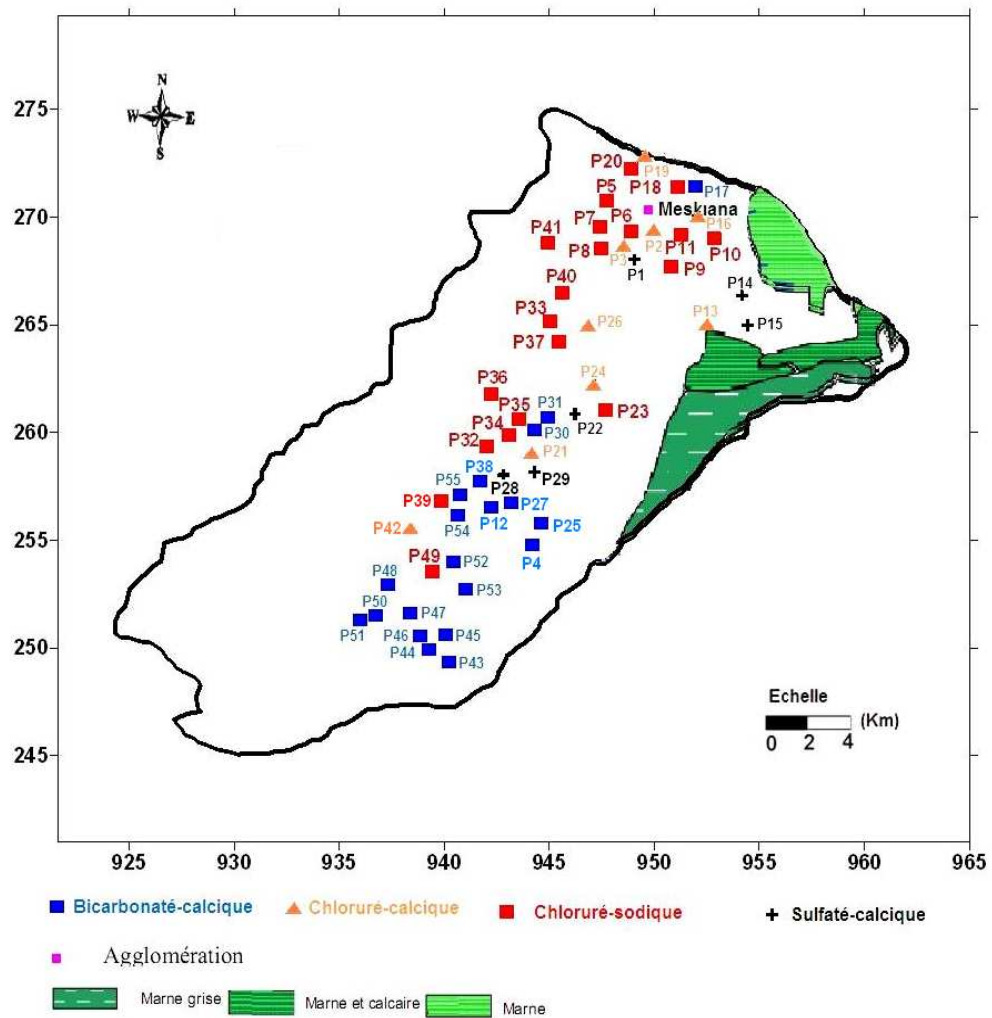 N
W E
S
275
270
265
260
255
250
245
P19
P20
P18
P17
P5
Meskiana
P7
P6
P16
P41
P8
P3
P2
P11
P10
P1
P9
P40
P14
P33
P26
P13
P15
P37
P24
P36
P35
P31
P23
P34
P30
P22
P32
P21
P38
P28
P29
P55
P39
P27
P54
P12
P25
P42
P4
P49
P52
P48
P53
P50
P47
P51
P46
P45
P44
P43
Echelle
(Km)
0 2 4
925 930 935 940 945 950 955 960 965
Bicarbonaté-calcique Chloruré-calcique Chloruré-sodique Sulfaté-calcique
Agglomération
Marne grise Marne et calcaire Marne